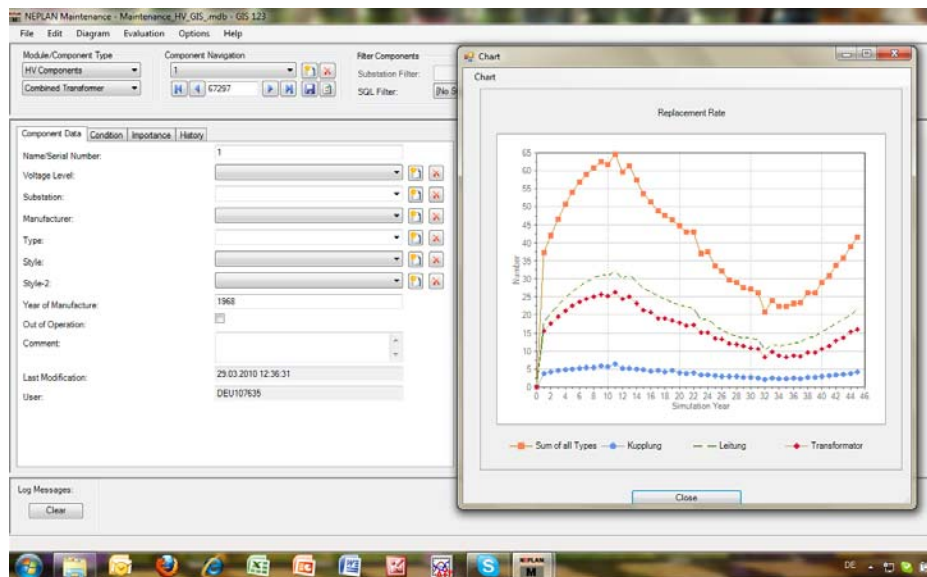 NEPLAN Maintenance - Maintenance_HV_GIS_.mdb - GIS 123
File Edit Diagram Evaluation Options Help
Module/Component Type
HV Components
Combined Transformer
Component Navigation
1
67297
Filter Components
Substation Filter:
SQL Filter:
[No S
Component Data Condition Importance History
Name/Serial Number:
1
Voltage Level:
Substation:
Manufacturer:
Type:
Style:
Style-2:
Year of Manufacture:
1968
Out of Operation:
Comment:
Last Modification:
29.03.2010 12:36:31
User:
DEU107635
Log Messages:
Clear
Chart
Chart
Replacement Rate
65
60
55
50
45
40
35
30
25
20
15
10
5
0
Number
0 2 4 6 8 10 12 14 16 18 20 22 24 26 28 30 32 34 36 38 40 42 44 46
Simulation Year
Sum of all Types Kupplung Leitung Transformator
Close
NEPLAN
M
DE